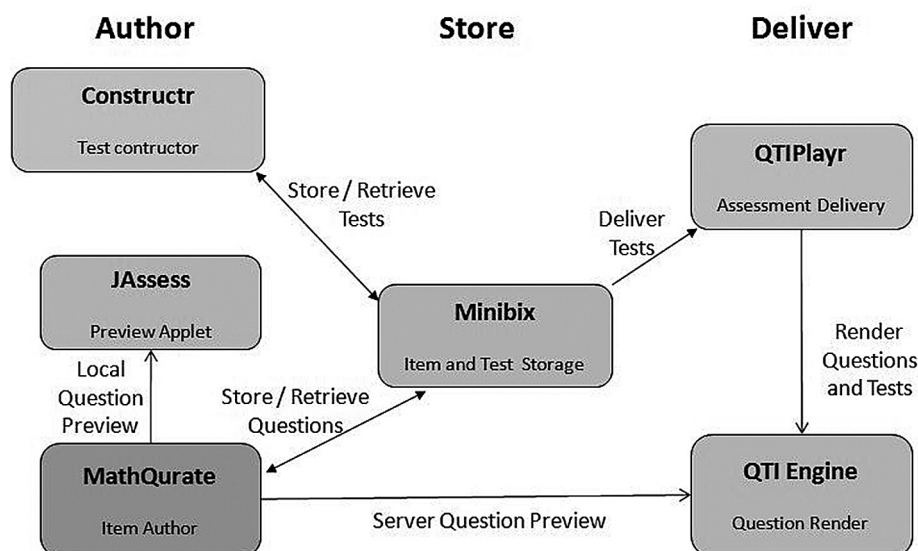 Author
Store
Deliver
Constructr
Test contructor
QTIPlayr
Assessment Delivery
Store / Retrieve
Tests
Deliver
Tests
JAssess
Preview Applet
Minibix
Item and Test Storage
Render
Questions
and Tests
Local
Question
Preview
Store / Retrieve
Questions
MathQurate
Item Author
QTI Engine
Question Render
Server Question Preview